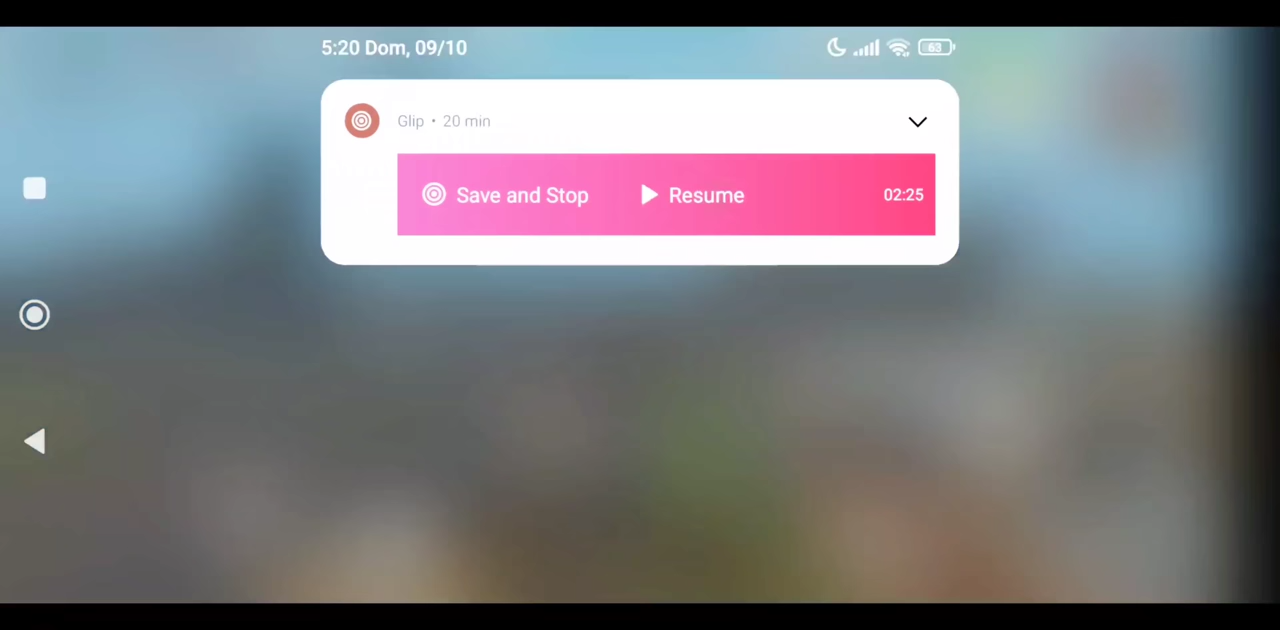 5:20 Dom, 09/10
63
Glip • 20 min
Save and Stop
Resume
02:25